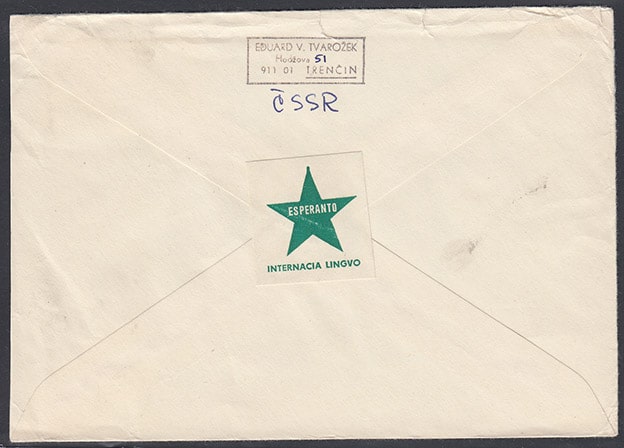 EDUARD V. TVAROŽEK
Hodžova 51
911 01 TRENČÍN
ČSSR
ESPERANTO
INTERNACIA LINGVO